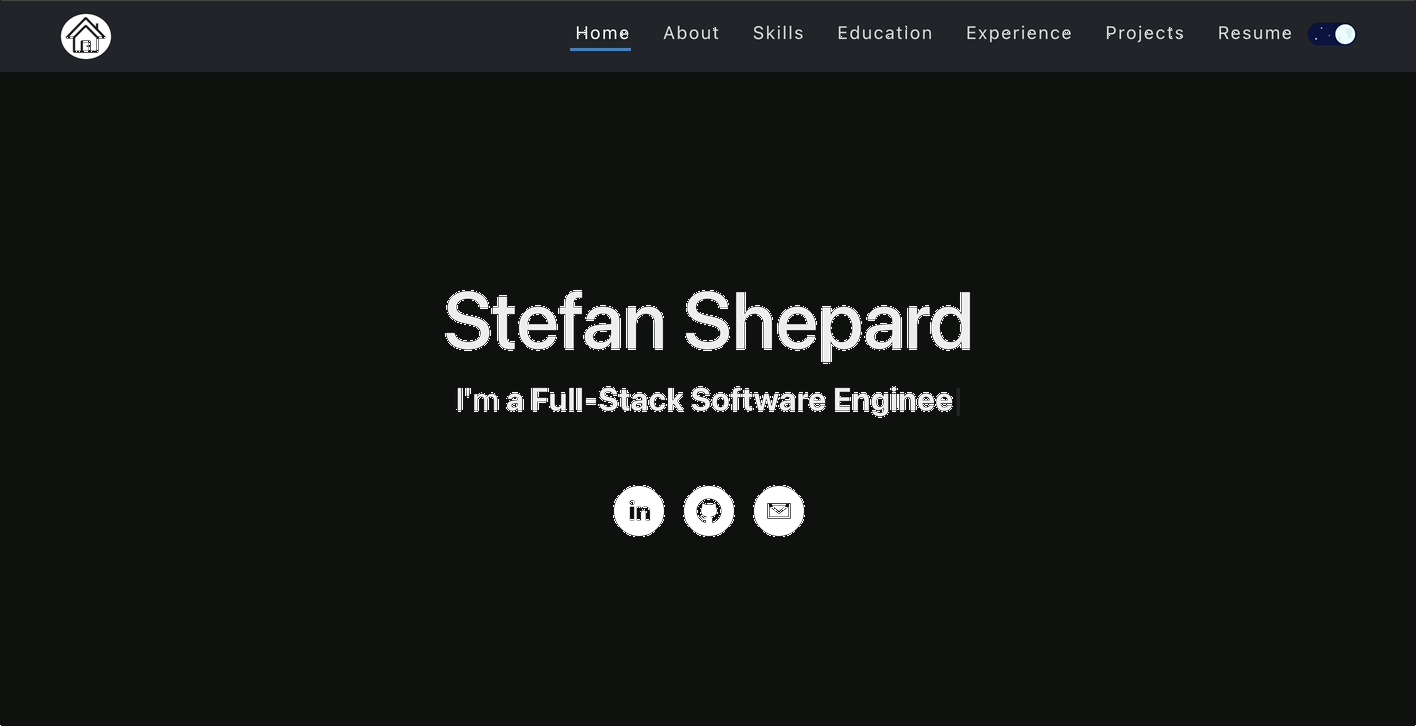 Home About Skills Education Experience Projects Resume
Stefan Shepard
I'm a Full-Stack Software Enginee
in